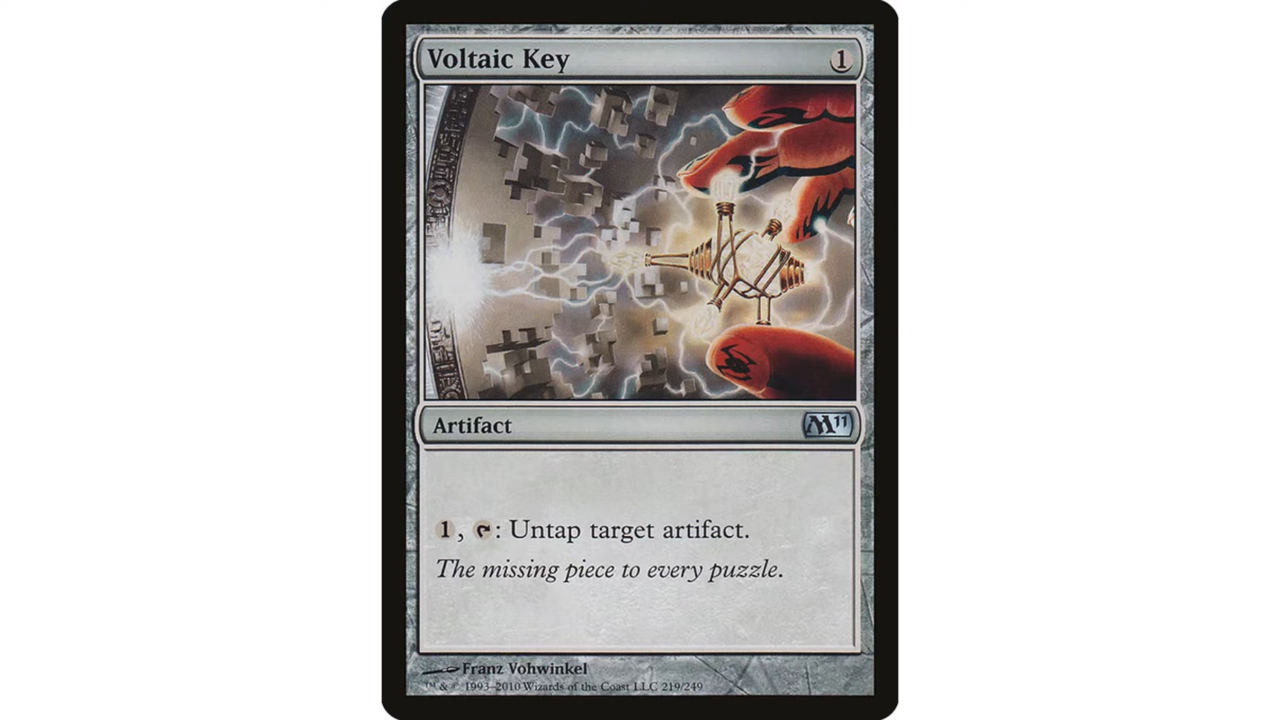 Voltaic Key 1
Artifact M11
1, : Untap target artifact.
The missing piece to every puzzle.
Franz Vohwinkel
™ & © 1993–2010 Wizards of the Coast LLC 219/249